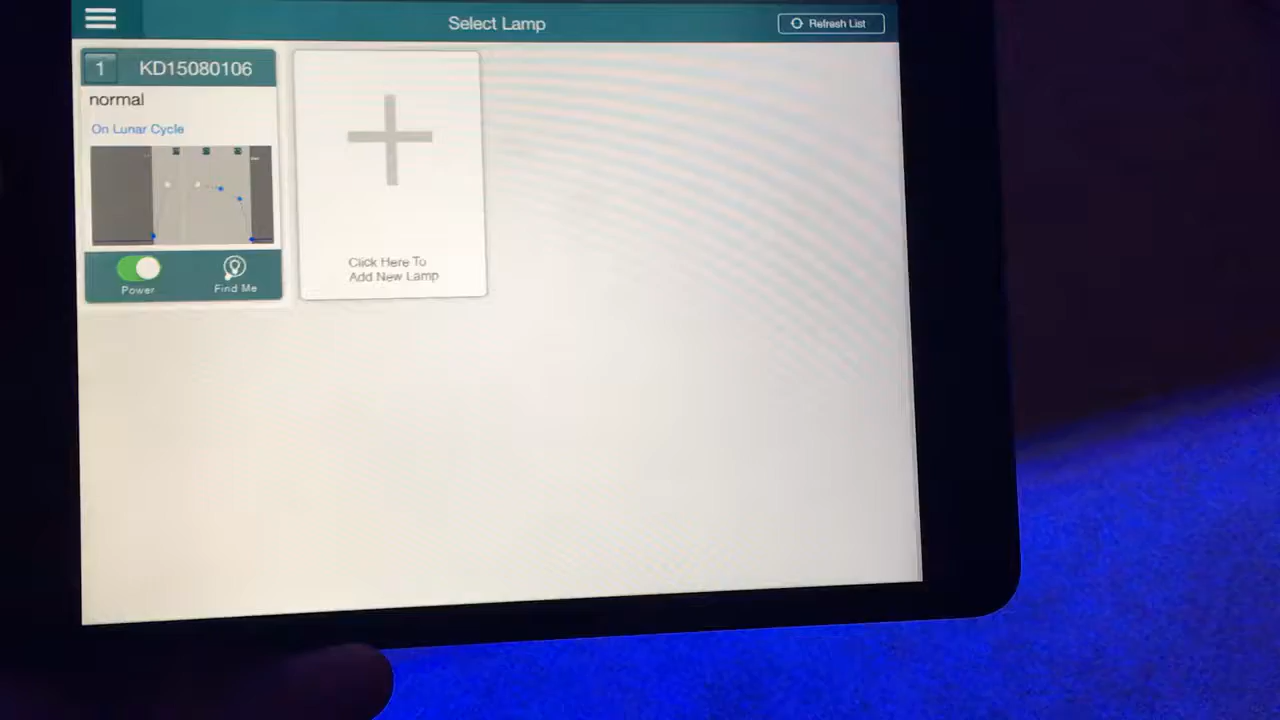 Select Lamp
Refresh List
1
KD15080106
normal
On Lunar Cycle
Power
Find Me
Click Here To
Add New Lamp